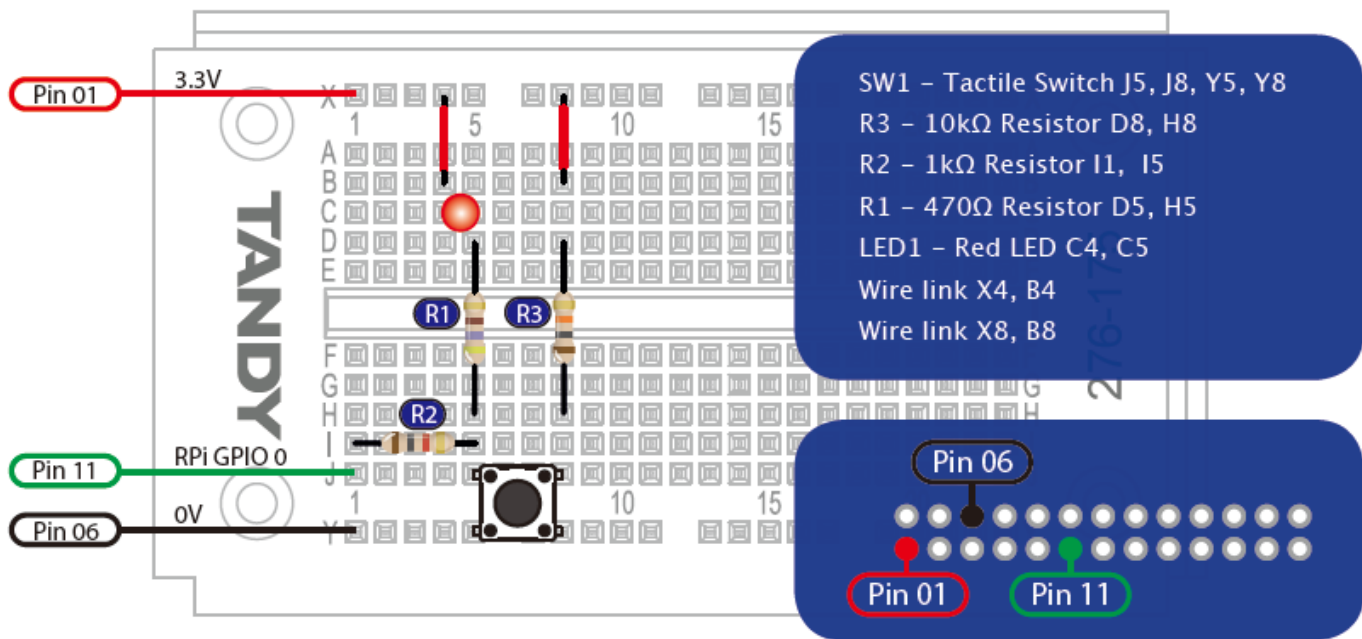 SW1 – Tactile Switch J5, J8, Y5, Y8
R3 – 10kΩ Resistor D8, H8
R2 – 1kΩ Resistor I1, I5
R1 – 470Ω Resistor D5, H5
LED1 – Red LED C4, C5
Wire link X4, B4
Wire link X8, B8
Pin 01
3.3V
X
1 5 10 15
A
B
C
D
E
TANDY
R1 R3
F
G G
H H
R2
I
Pin 11
RPi GPIO 0
J
1 10 15
Pin 06
0V
Y
Pin 06
Pin 01
Pin 11